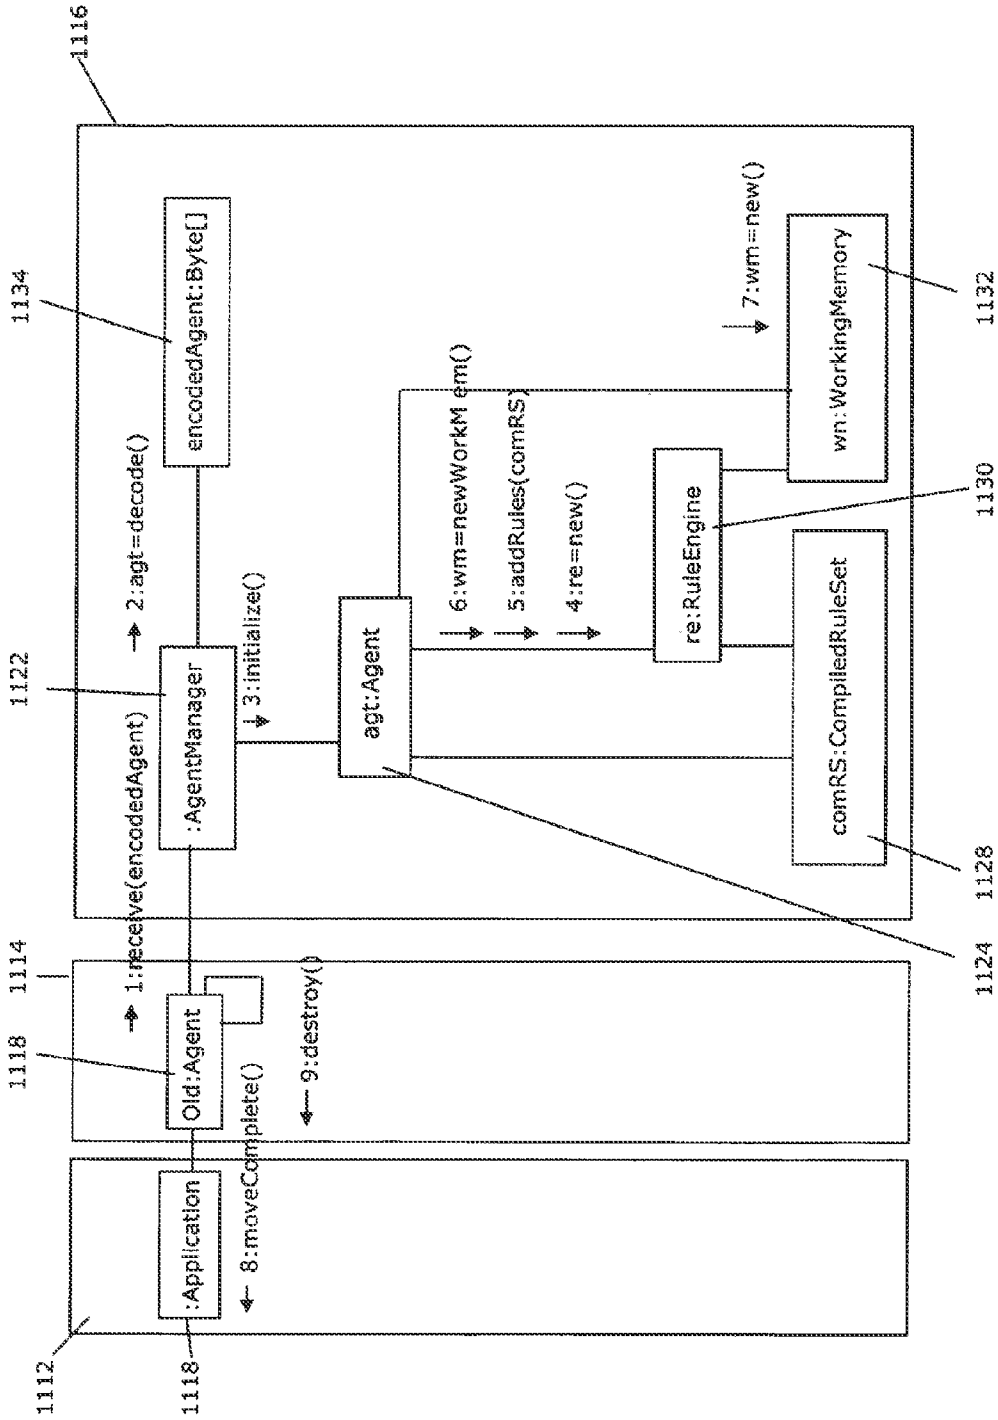 1116
1134
encodedAgent:Byte[]
2:agt=decode()
1122
:AgentManager
3:initialize()
1:receive(encodedAgent)
agt:Agent
6:wm=newWorkM em()
5:addRules(comRS)
4:re=new()
7:wm=new()
re:RuleEngine
wn:WorkingMemory
1132
1130
comRS:CompiledRuleSet
1128
1124
1114
1118
Old:Agent
9:destroy()
8:moveComplete()
:Application
1112
1118